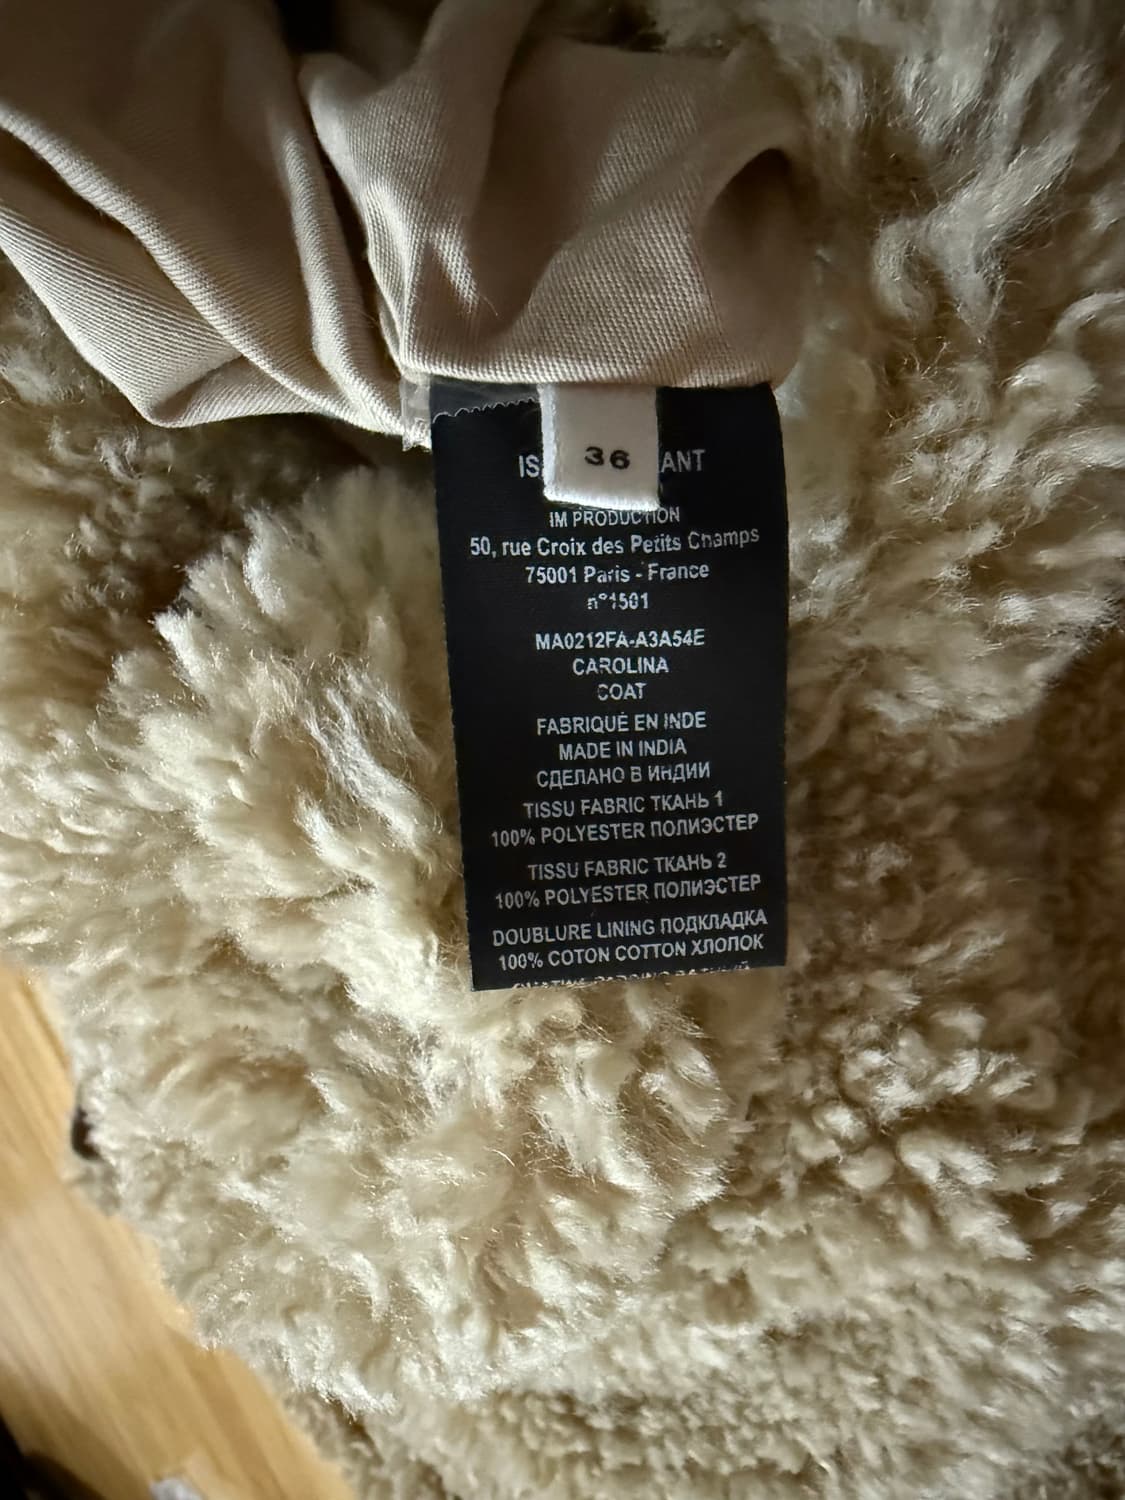 36
IS ANT
IM PRODUCTION
50, rue Croix des Petits Champs
75001 Paris - France
n°1501
MA0212FA-A3A54E
CAROLINA
COAT
FABRIQUÉ EN INDE
MADE IN INDIA
СДЕЛАНО В ИНДИИ
TISSU FABRIC ТКАНЬ 1
100% POLYESTER ПОЛИЭСТЕР
TISSU FABRIC ТКАНЬ 2
100% POLYESTER ПОЛИЭСТЕР
DOUBLURE LINING ПОДКЛАДКА
100% COTON COTTON ХЛОПОК